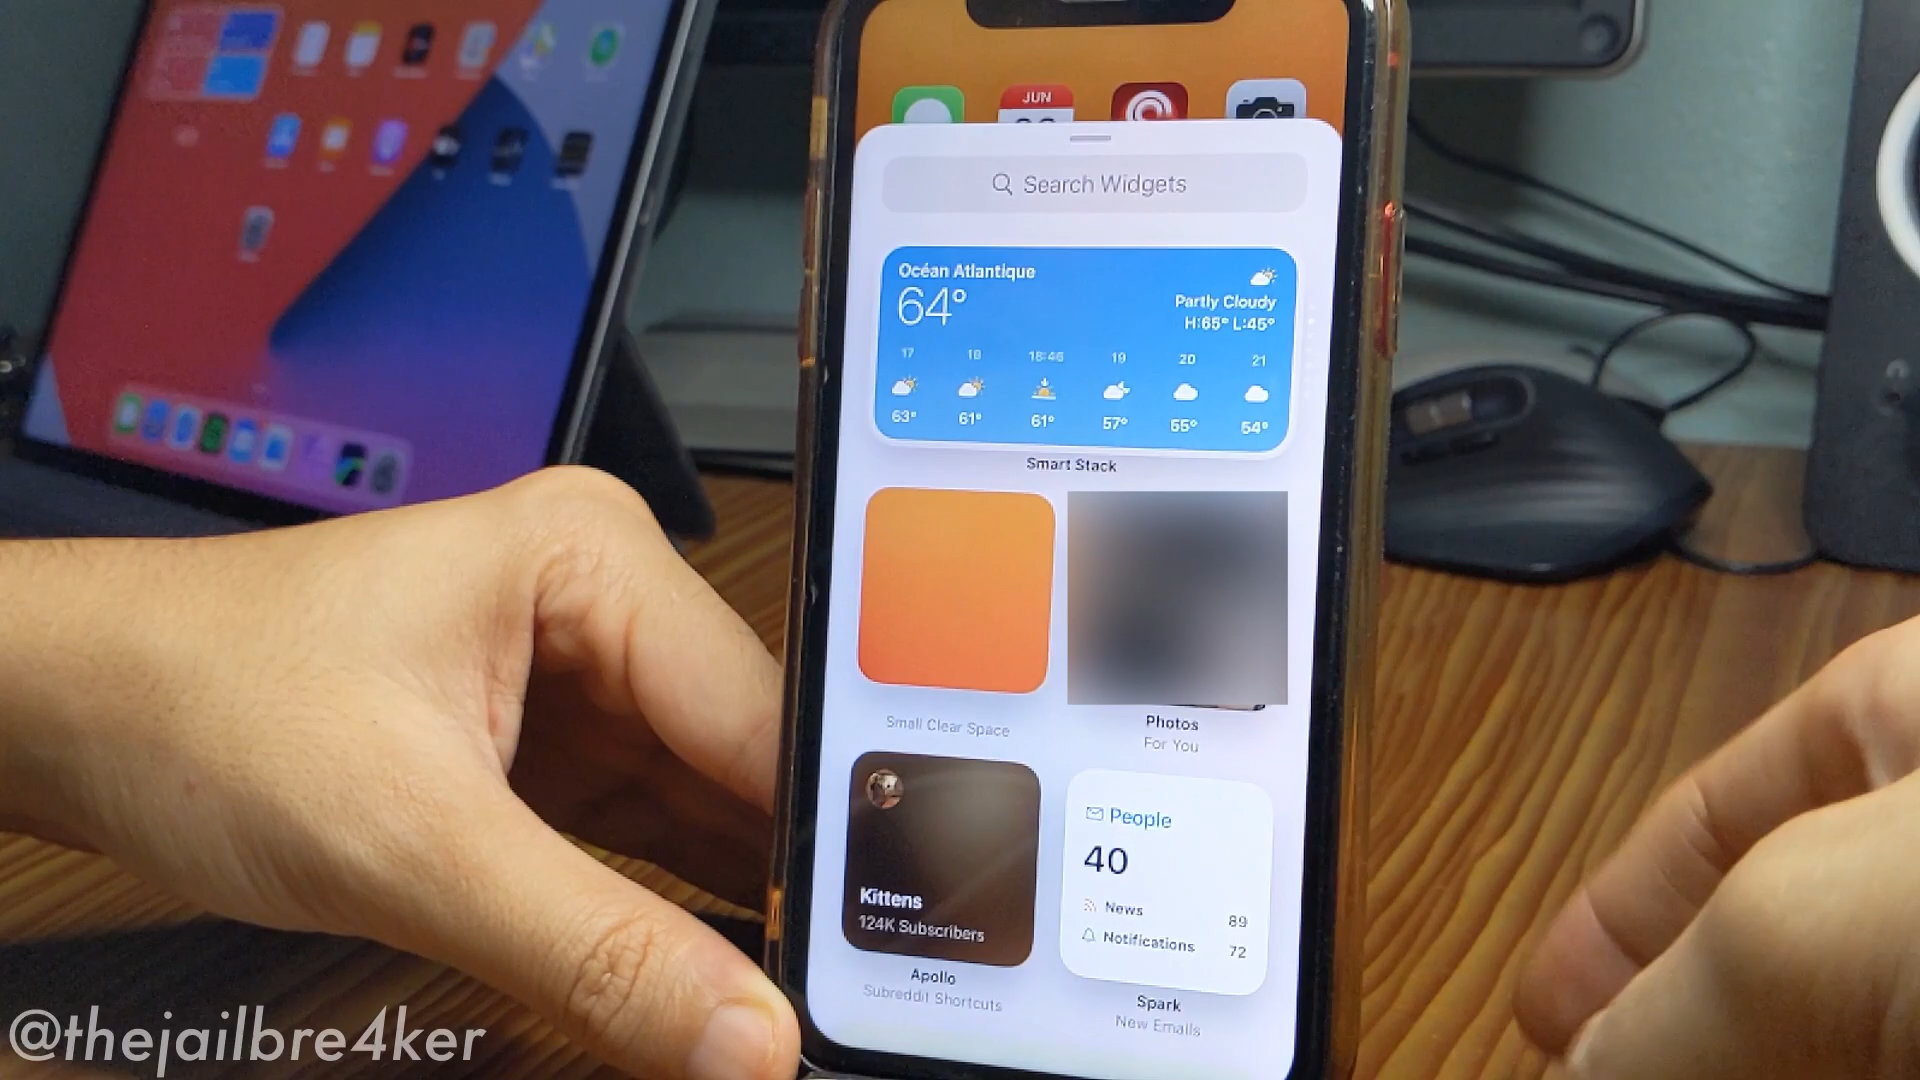 JUN
Search Widgets
Océan Atlantique
64°
Partly Cloudy
H:65° L:45°
17 18 18:46 19 20 21
63° 61° 61° 57° 55° 54°
Smart Stack
Small Clear Space
Photos
For You
People
40
News 89
Notifications 72
Kittens
124K Subscribers
Apollo
Subreddit Shortcuts
Spark
New Emails
@thejailbre4ker